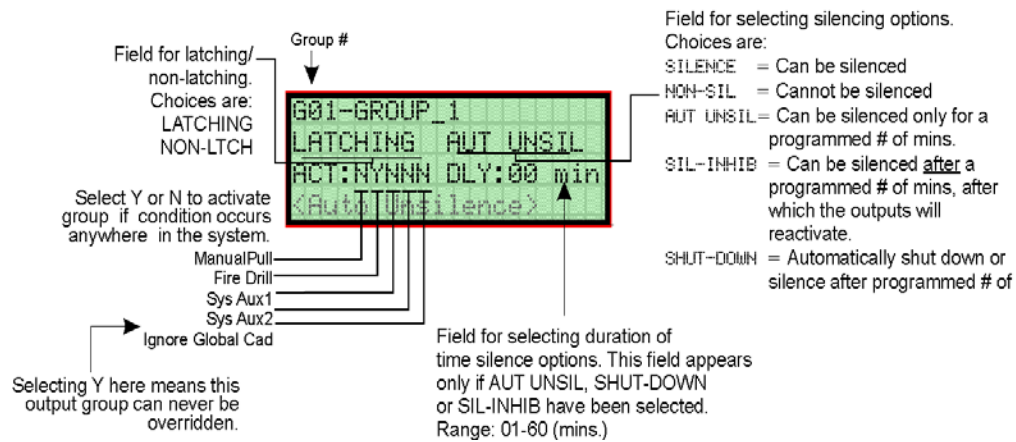 Group #
Field for latching/
non-latching.
Choices are:
LATCHING
NON-LTCH
Select Y or N to activate
group if condition occurs
anywhere in the system.
ManualPull
Fire Drill
Sys Aux1
Sys Aux2
Ignore Global Cad
Selecting Y here means this
output group can never be
overridden.
G01-GROUP_1
LATCHING AUT UNSIL
ACT:NYNNN DLY:00 min
<Auto Unsilence>
Field for selecting duration of
time silence options. This field appears
only if AUT UNSIL, SHUT-DOWN
or SIL-INHIB have been selected.
Range: 01-60 (mins.)
Field for selecting silencing options.
Choices are:
SILENCE = Can be silenced
NON-SIL = Cannot be silenced
AUT UNSIL= Can be silenced only for a
programmed # of mins.
SIL-INHIB = Can be silenced after a
programmed # of mins, after
which the outputs will
reactivate.
SHUT-DOWN = Automatically shut down or
silence after programmed # of